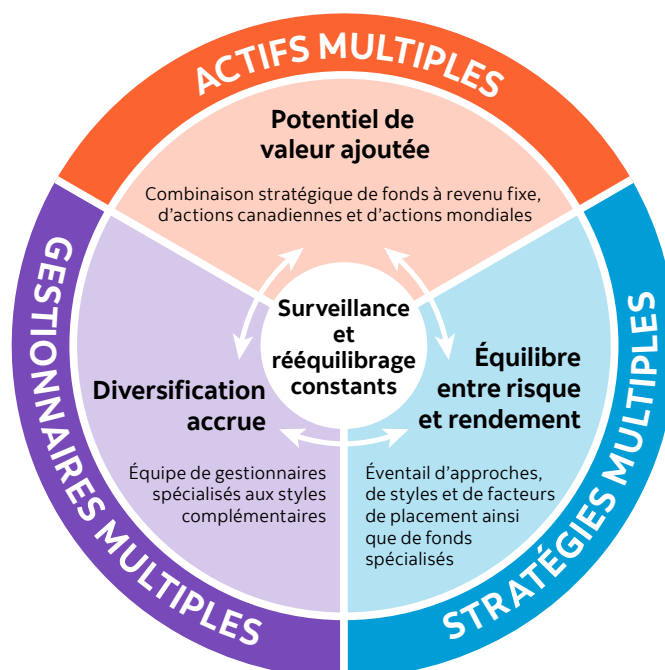 ACTIFS MULTIPLES
Potentiel de
valeur ajoutée
Combinaison stratégique de fonds à revenu fixe,
d’actions canadiennes et d’actions mondiales
GESTIONNAIRES MULTIPLES
Diversification
accrue
Équipe de gestionnaires
spécialisés aux styles
complémentaires
Surveillance
et
rééquilibrage
constants
STRATÉGIES MULTIPLES
Équilibre
entre risque
et rendement
Éventail d’approches,
de styles et de facteurs
de placement ainsi
que de fonds
spécialisés